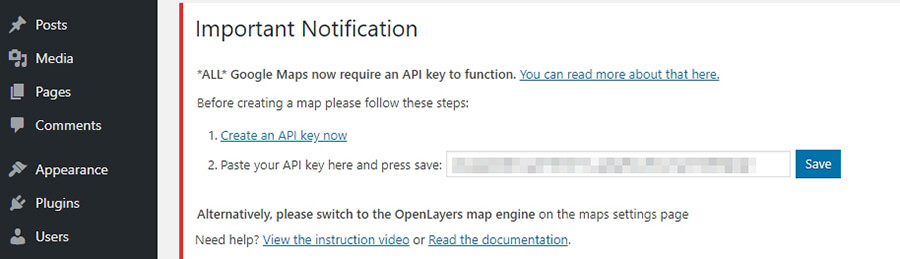 Posts
Media
Pages
Comments
Appearance
Plugins
Users
Important Notification
*ALL* Google Maps now require an API key to function. You can read more about that here.
Before creating a map please follow these steps:
1. Create an API key now
2. Paste your API key here and press save: Save
Alternatively, please switch to the OpenLayers map engine on the maps settings page
Need help? View the instruction video or Read the documentation.